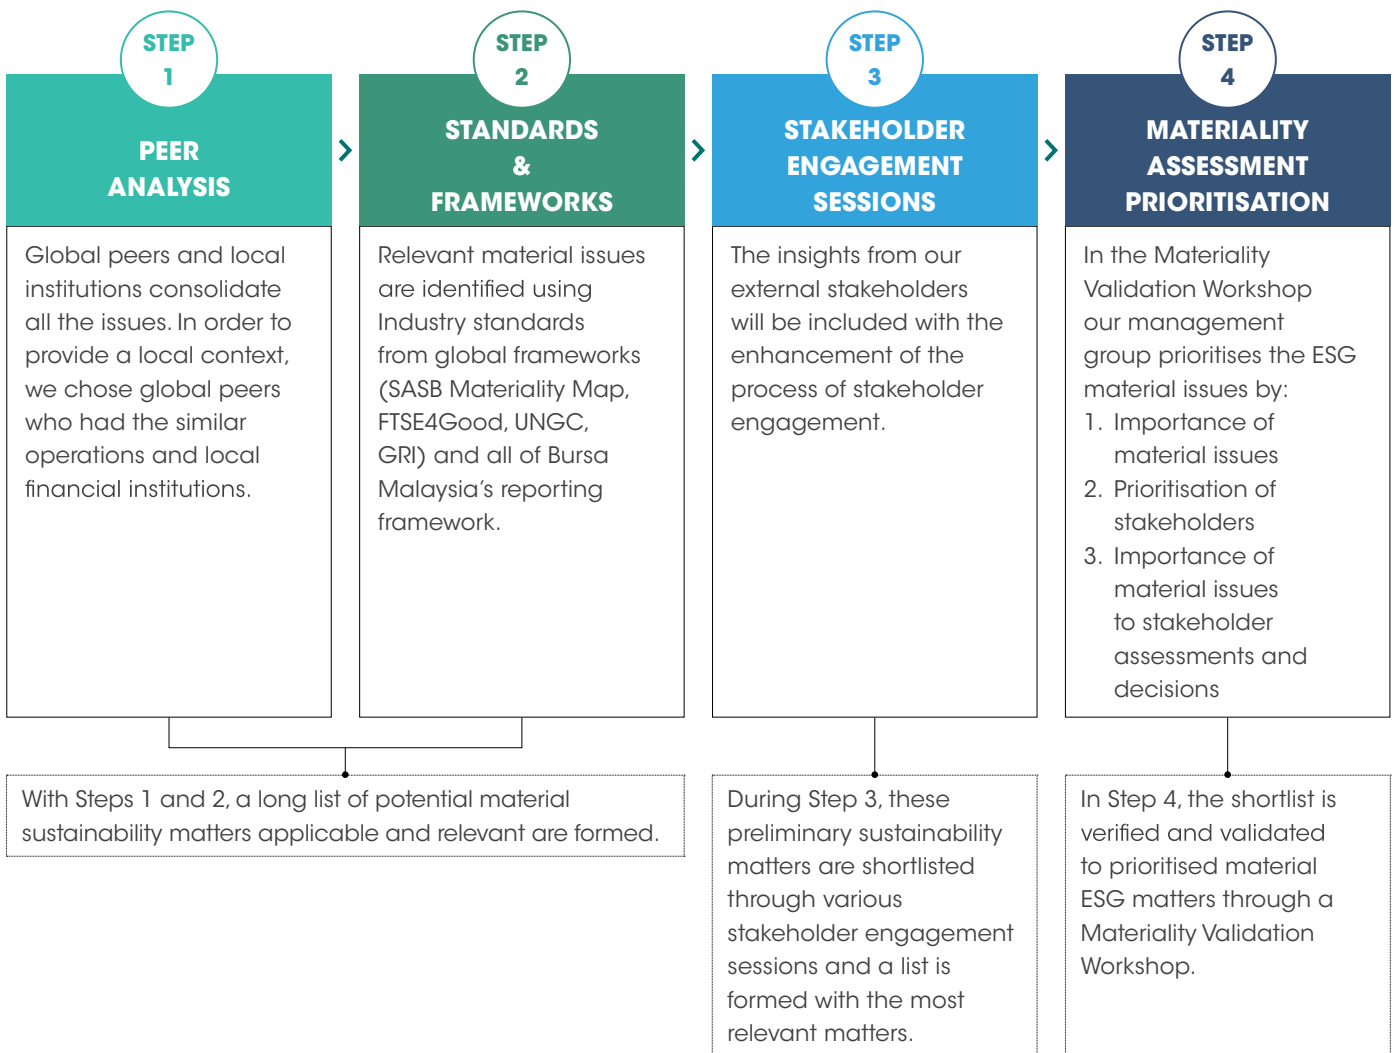 STEP
1
PEER
ANALYSIS
Global peers and local
institutions consolidate
all the issues. In order to
provide a local context,
we chose global peers
who had the similar
operations and local
financial institutions.
STEP
2
STANDARDS
&
FRAMEWORKS
Relevant material issues
are identified using
Industry standards
from global frameworks
(SASB Materiality Map,
FTSE4Good, UNGC,
GRI) and all of Bursa
Malaysia's reporting
framework.
With Steps 1 and 2, a long list of potential material
sustainability matters applicable and relevant are formed.
STEP
3
STAKEHOLDER
ENGAGEMENT
SESSIONS
The insights from our
external stakeholders
will be included with the
enhancement of the
process of stakeholder
engagement.
During Step 3, these
preliminary sustainability
matters are shortlisted
through various
stakeholder engagement
sessions and a list is
formed with the most
relevant matters.
STEP
4
MATERIALITY
ASSESSMENT
PRIORITISATION
In the Materiality
Validation Workshop
our management
group prioritises the ESG
material issues by:
1. Importance of
material issues
2. Prioritisation of
stakeholders
3. Importance of
material issues
to stakeholder
assessments and
decisions
In Step 4, the shortlist is
verified and validated
to prioritised material
ESG matters through a
Materiality Validation
Workshop.